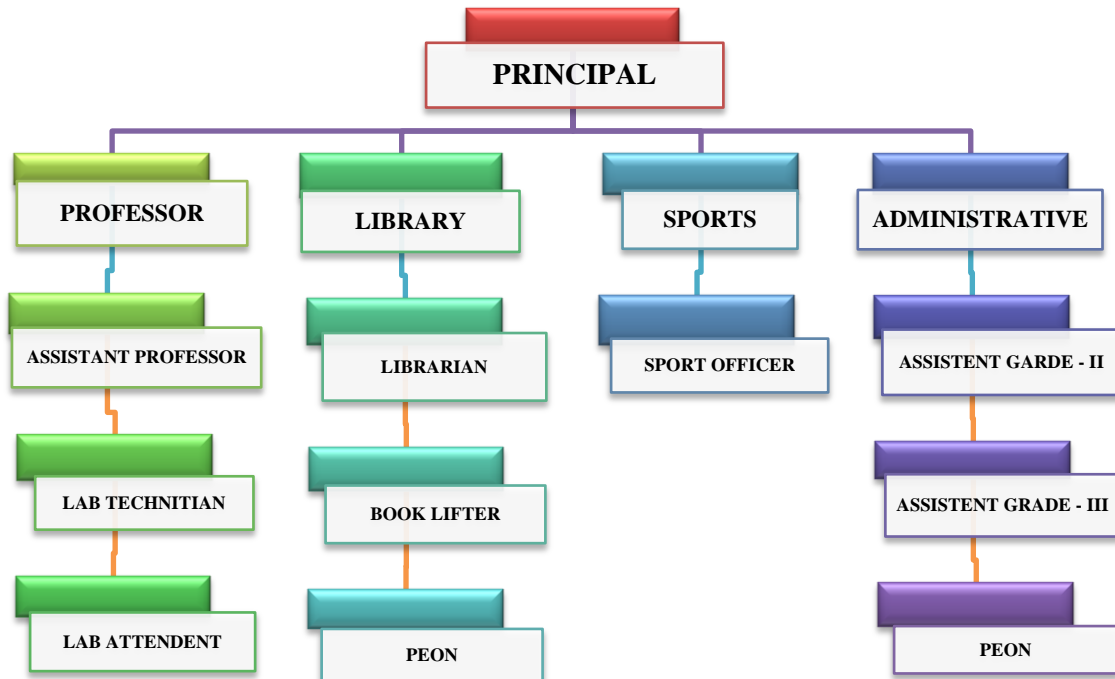 PRINCIPAL
PROFESSOR
LIBRARY
SPORTS
ADMINISTRATIVE
ASSISTANT PROFESSOR
LIBRARIAN
SPORT OFFICER
ASSISTENT GARDE - II
LAB TECHNITIAN
BOOK LIFTER
ASSISTENT GRADE - III
LAB ATTENDENT
PEON
PEON